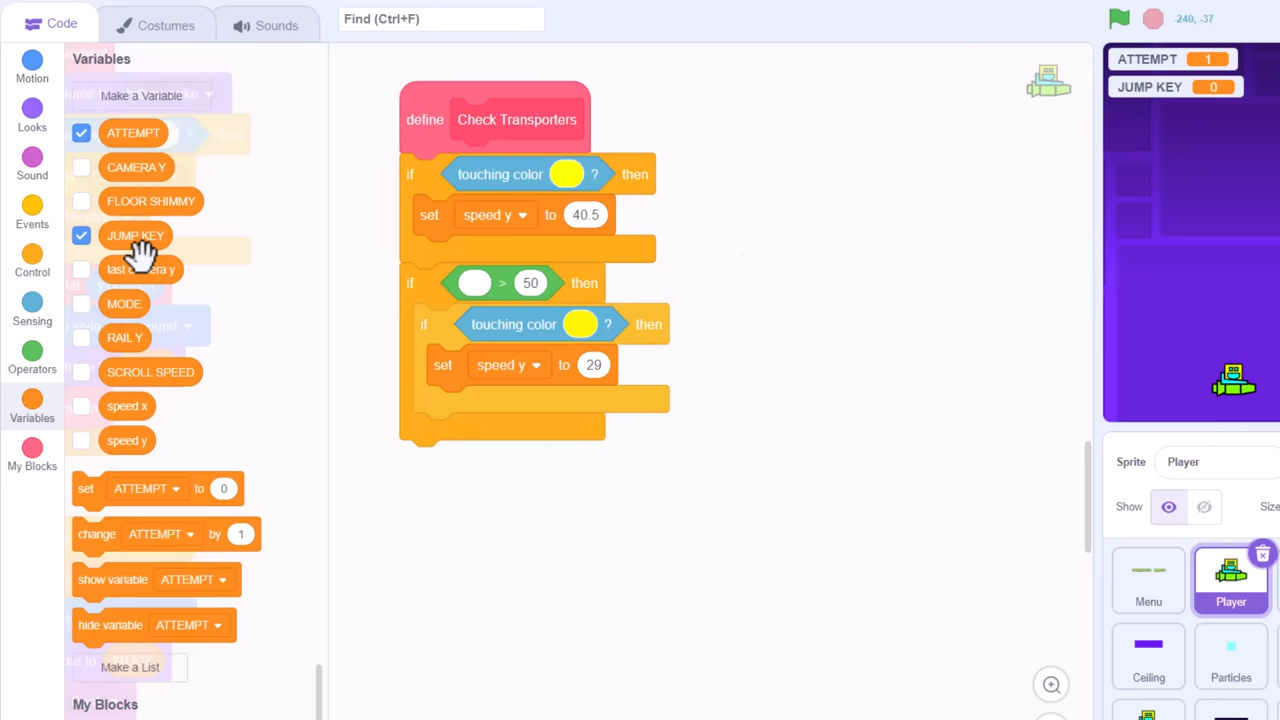 Code
Costumes
Sounds
Find (Ctrl+F)
-240, -37
Motion
Looks
Sound
Events
Control
Sensing
Operators
Variables
My Blocks
Variables
Make a Variable
ATTEMPT
CAMERA Y
FLOOR SHIMMY
JUMP KEY
MODE
RAIL Y
SCROLL SPEED
speed x
speed y
set ATTEMPT to 0
change ATTEMPT by 1
show variable ATTEMPT
hide variable ATTEMPT
Make a List
My Blocks
define Check Transporters
if touching color ? then
set speed y to 40.5
if > 50 then
if touching color ? then
set speed y to 29
ATTEMPT 1
JUMP KEY 0
Sprite Player
Show Size
Menu
Player
Ceiling
Particles